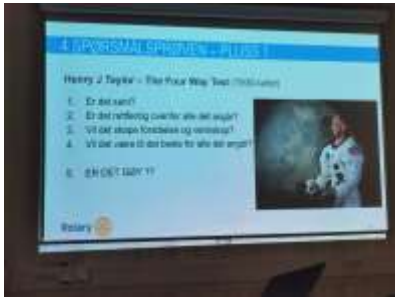 4 SPØRSMÅLSPRØVEN – PLUSS 1
Henry J Taylor – The Four Way Test
1. Er det sant?
2. Er det rettferdig overfor alle det angår?
3. Vil det skape forståelse og vennskap?
4. Vil det være til det beste for alle det angår?
ER DET GØY ??
Rotary